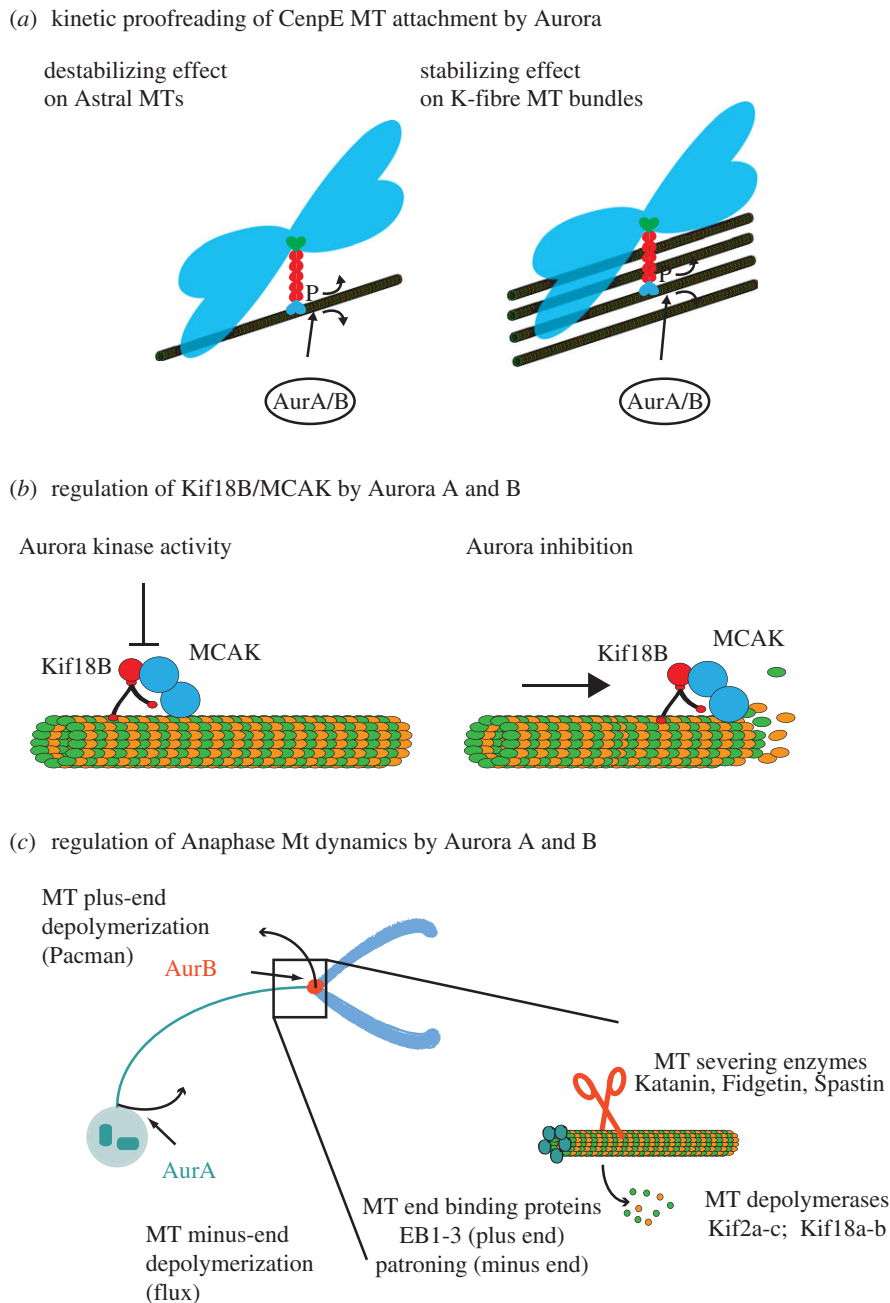 (a) kinetic proofreading of CenpE MT attachment by Aurora
destabilizing effect
on Astral MTs
stabilizing effect
on K-fibre MT bundles
P
P
AurA/B
AurA/B
(b) regulation of Kif18B/MCAK by Aurora A and B
Aurora kinase activity
Aurora inhibition
Kif18B
MCAK
Kif18B
MCAK
(c) regulation of Anaphase Mt dynamics by Aurora A and B
MT plus-end
depolymerization
(Pacman)
AurB
AurA
MT minus-end
depolymerization
(flux)
MT end binding proteins
EB1-3 (plus end)
patroning (minus end)
MT severing enzymes
Katanin, Fidgetin, Spastin
MT depolymerases
Kif2a-c; Kif18a-b